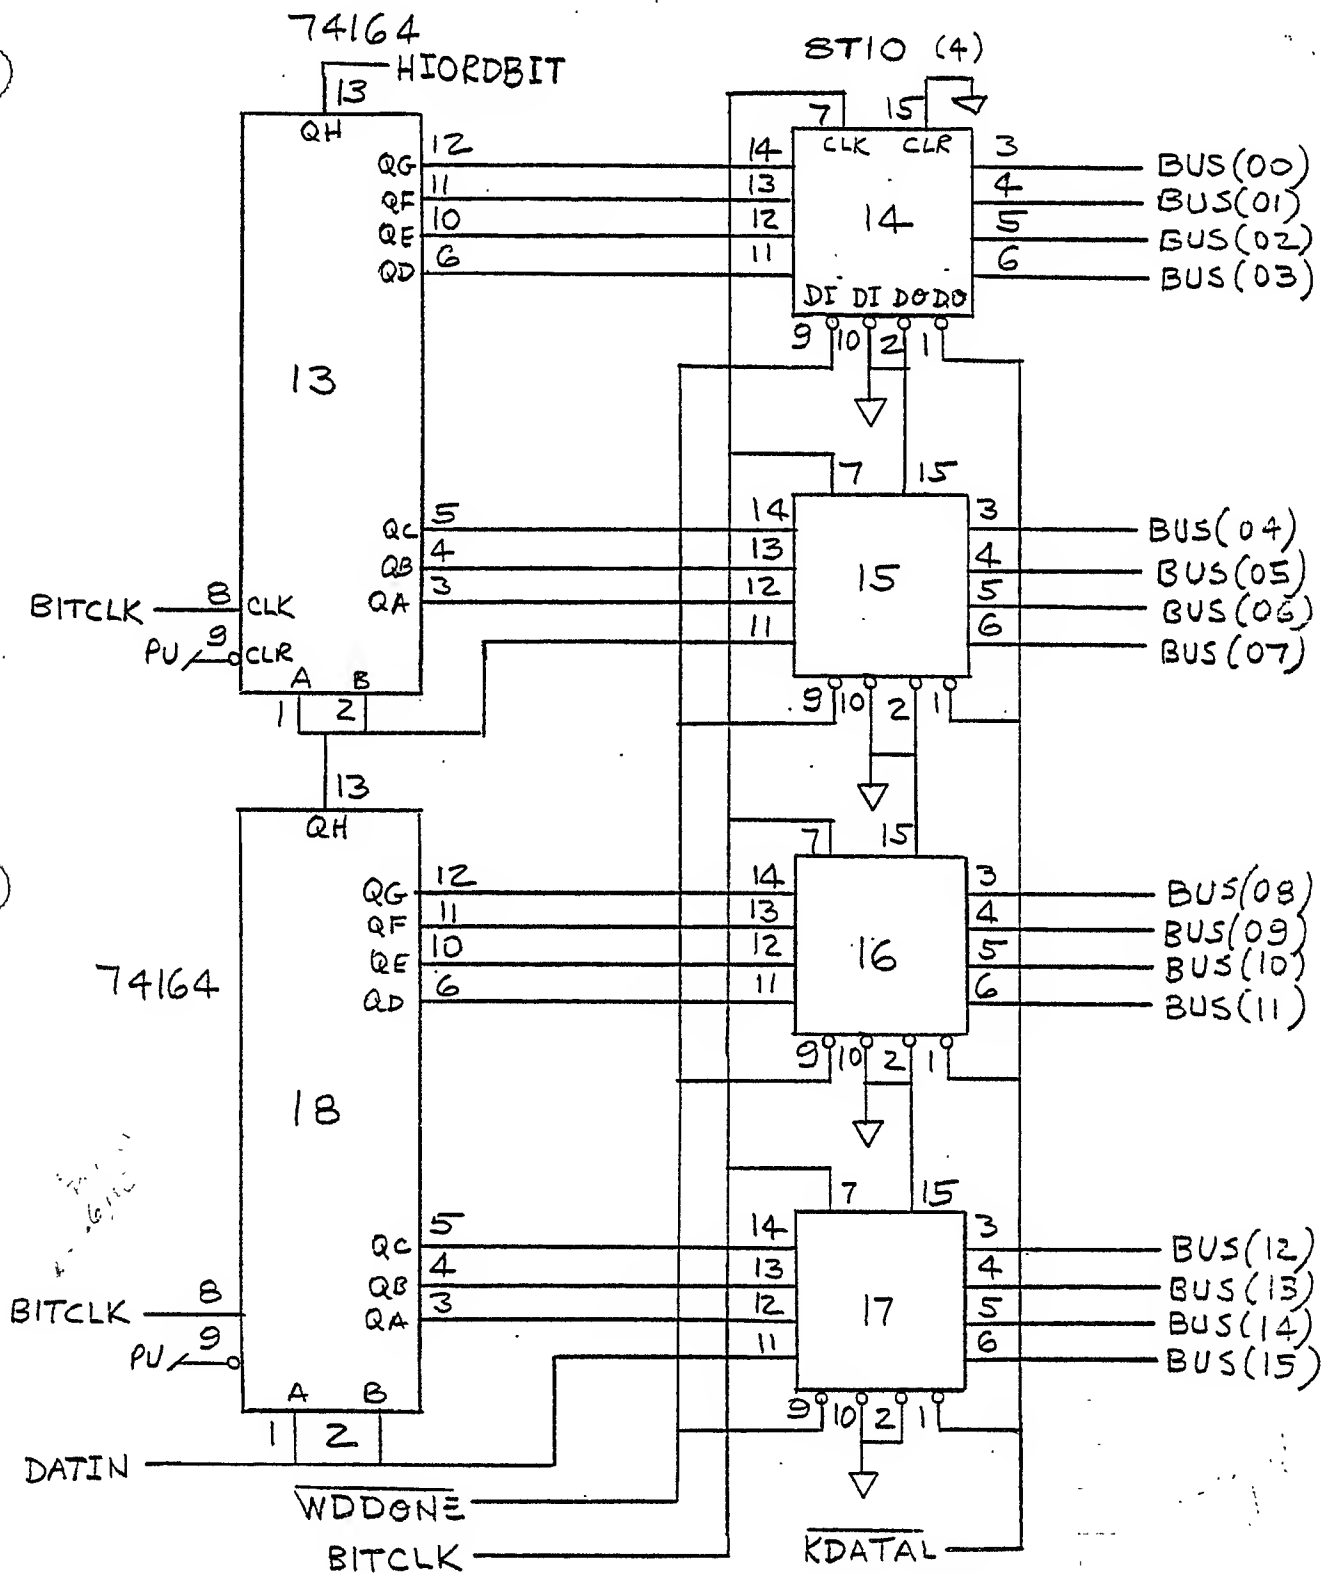 74164
HIORDBIT
8T10 (4)
13
QH
7 15
CLK CLR
QG 12 14 3 BUS(00)
QF 11 13 4 BUS(01)
QE 10 12 14 5 BUS(02)
QD 6 11 6 BUS(03)
DI DI DO DO
9 10 2 1
13
7 15
QC 5 14 3 BUS(04)
QB 4 13 15 4 BUS(05)
QA 3 12 5 BUS(06)
BITCLK 8 CLK
11 6 BUS(07)
PU 9 CLR
A B
1 2
9 10 2 1
13
QH
7 15
QG 12 14 3 BUS(08)
QF 11 13 4 BUS(09)
QE 10 12 16 5 BUS(10)
74164
QD 6 11 6 BUS(11)
9 10 2 1
18
7 15
QC 5 14 3 BUS(12)
QB 4 13 4 BUS(13)
BITCLK 8
QA 3 12 17 5 BUS(14)
PU 9
11 6 BUS(15)
A B
1 2
9 10 2 1
DATIN
WDDONE
BITCLK
KDATAL